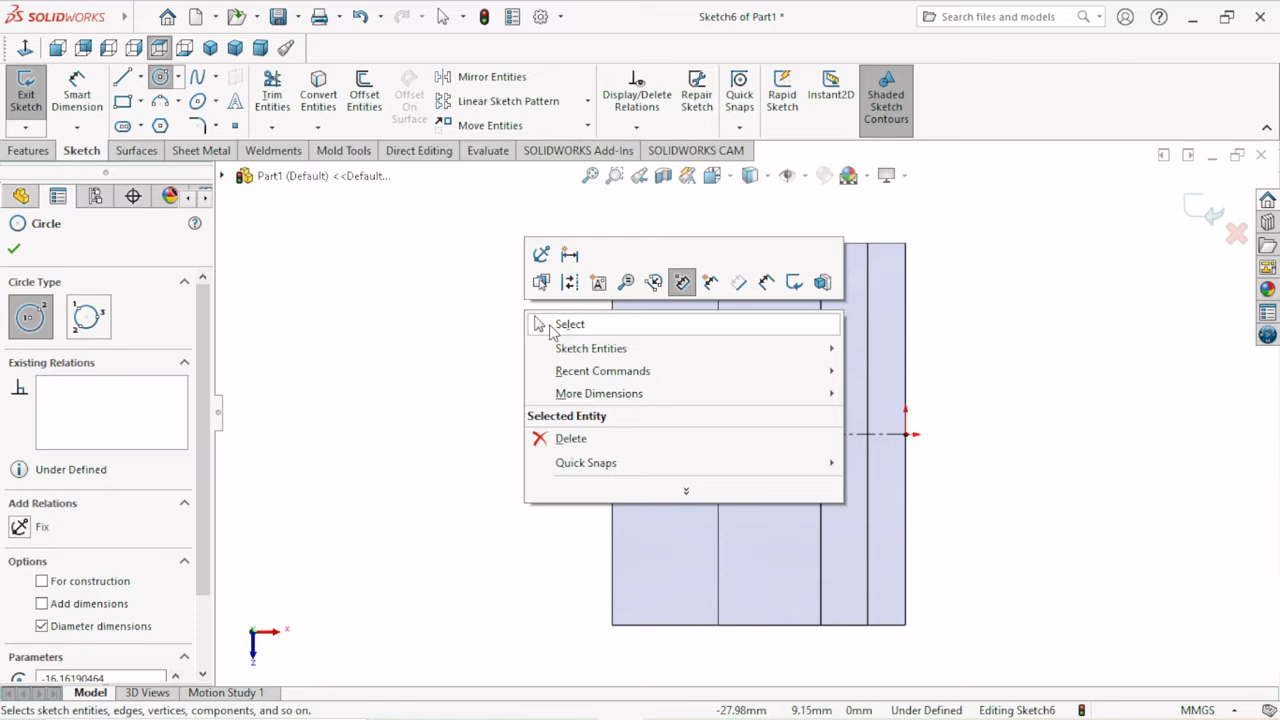 SOLIDWORKS
Sketch6 of Part1 *
Search files and models
Exit Sketch
Smart Dimension
Trim Entities
Convert Entities
Offset Entities
Offset On Surface
Mirror Entities
Linear Sketch Pattern
Move Entities
Display/Delete Relations
Repair Sketch
Quick Snaps
Rapid Sketch
Instant2D
Shaded Sketch Contours
Features
Sketch
Surfaces
Sheet Metal
Weldments
Mold Tools
Direct Editing
Evaluate
SOLIDWORKS Add-Ins
SOLIDWORKS CAM
Part1 (Default) <<Default...
Circle
Circle Type
Existing Relations
Under Defined
Add Relations
Fix
Options
For construction
Add dimensions
Diameter dimensions
Parameters
-16.16190464
Select
Sketch Entities
Recent Commands
More Dimensions
Selected Entity
Delete
Quick Snaps
x
z
Model
3D Views
Motion Study 1
Selects sketch entities, edges, vertices, components, and so on.
-27.98mm
9.15mm
0mm
Under Defined
Editing Sketch6
MMGS